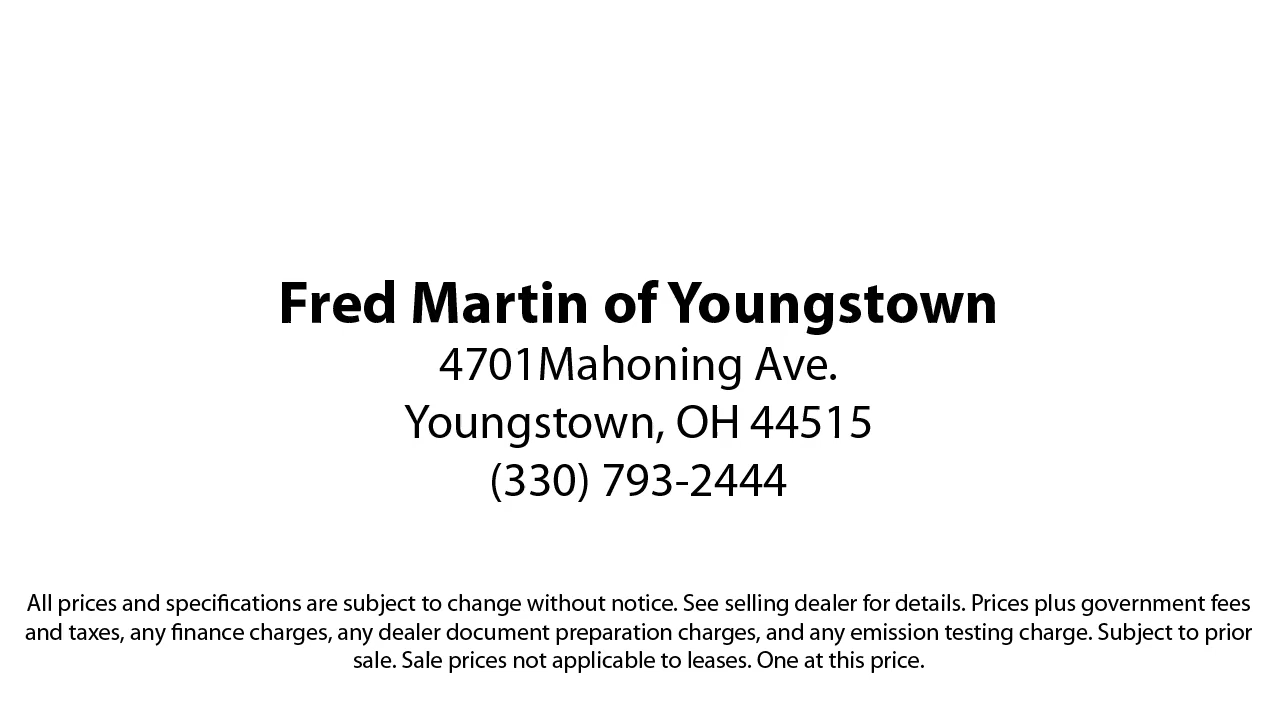 Fred Martin of Youngstown
4701Mahoning Ave.
Youngstown, OH 44515
(330) 793-2444
All prices and specifications are subject to change without notice. See selling dealer for details. Prices plus government fees
and taxes, any finance charges, any dealer document preparation charges, and any emission testing charge. Subject to prior
sale. Sale prices not applicable to leases. One at this price.